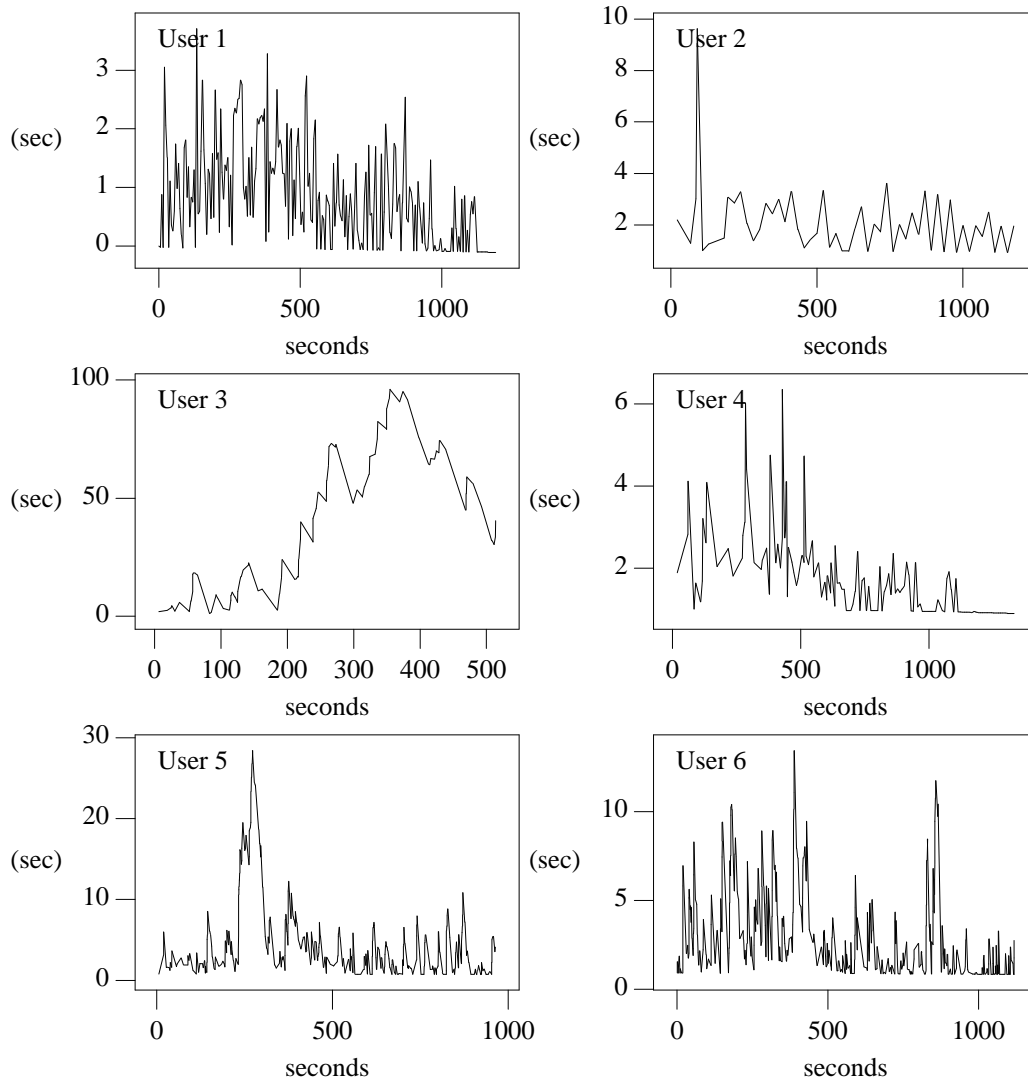 User 1
3
2
1
0
(sec)
0 500 1000
seconds
User 2
10
8
6
4
2
(sec)
0 500 1000
seconds
User 3
100
50
0
(sec)
0 100 200 300 400 500
seconds
User 4
6
4
2
(sec)
0 500 1000
seconds
User 5
30
20
10
0
(sec)
0 500 1000
seconds
User 6
10
5
0
(sec)
0 500 1000
seconds